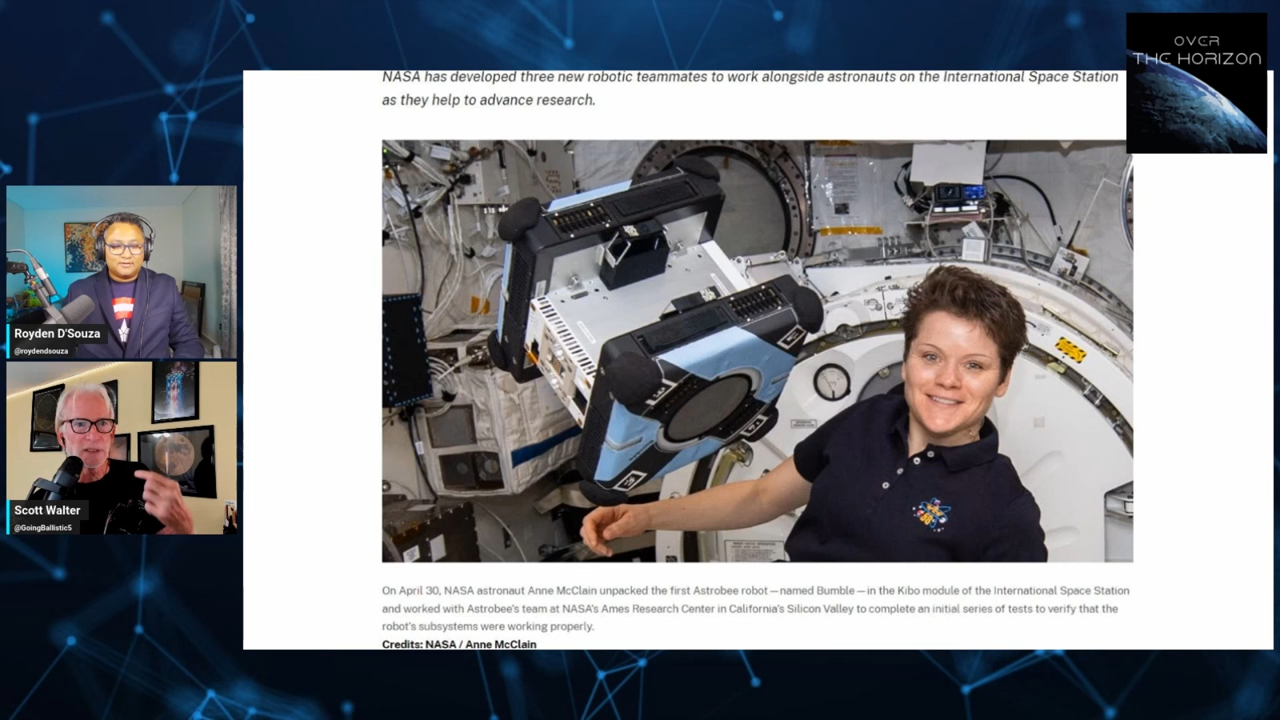 OVER
THE HORIZON
NASA has developed three new robotic teammates to work alongside astronauts on the International Space Station
as they help to advance research.
Royden D'Souza
@roydendsouza
Scott Walter
@GoingBallistic5
On April 30, NASA astronaut Anne McClain unpacked the first Astrobee robot—named Bumble—in the Kibo module of the International Space Station
and worked with Astrobee's team at NASA's Ames Research Center in California's Silicon Valley to complete an initial series of tests to verify that the
robot's subsystems were working properly.
Credits: NASA / Anne McClain